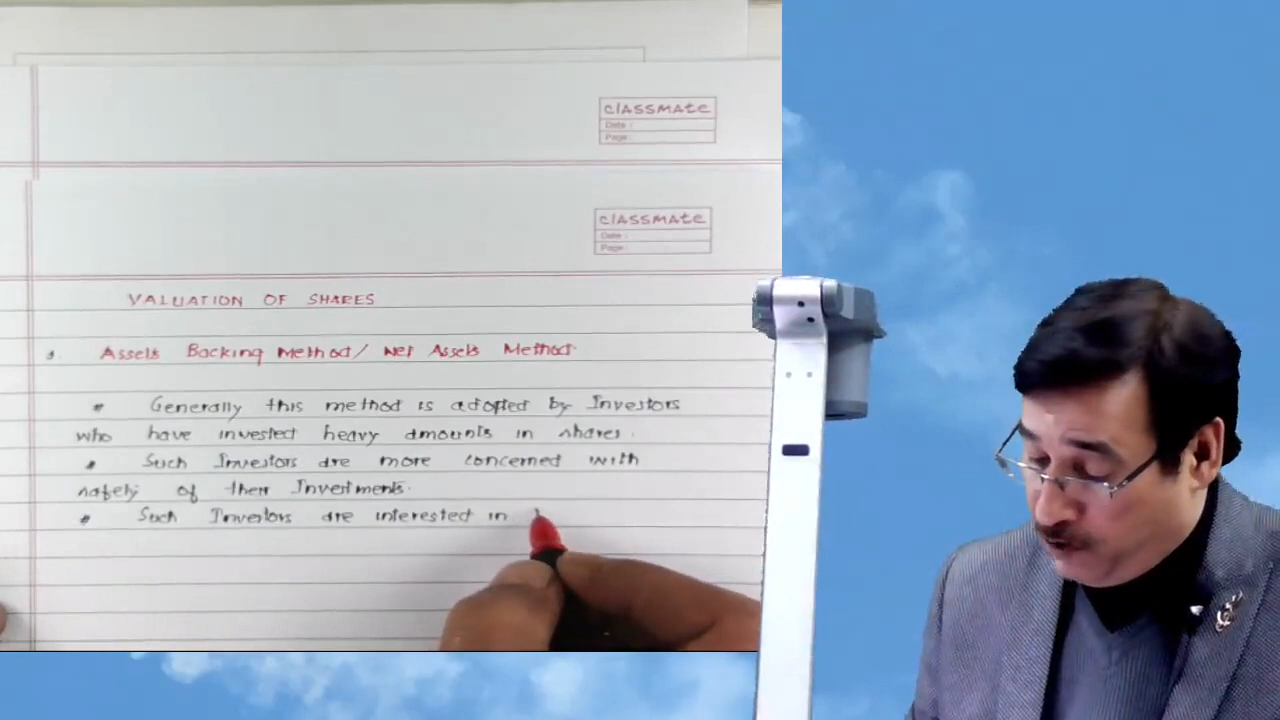 classmate
Date :
Page :
classmate
Date :
Page :
VALUATION OF SHARES
Assets Backing Method/ Net Assets Method
* Generally this method is adopted by Investors
who have invested heavy amounts in shares.
* Such Investors are more concerned with
safety of their Investments.
* Such Investors are interested in